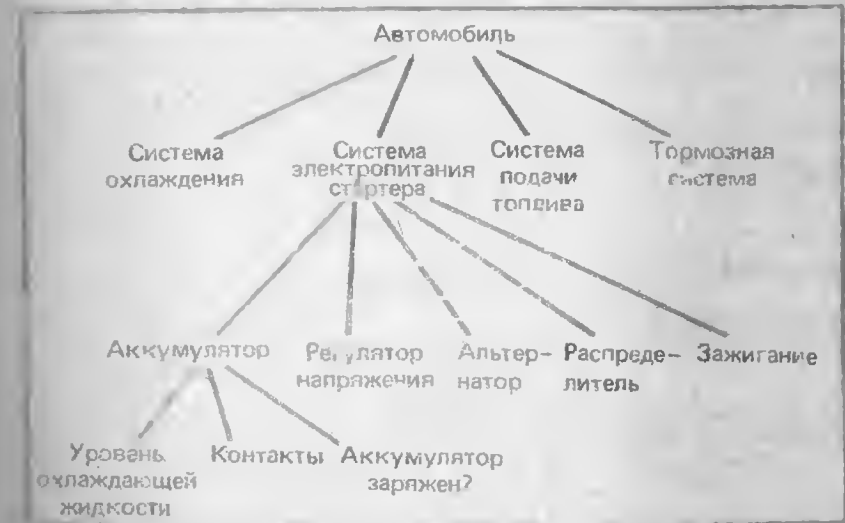 Автомобиль
Система
охлаждения
Система
электропитания
стартера
Система
подачи
топлива
Тормозная
система
Аккумулятор
Регулятор
напряжения
Альтер-
натор
Распреде-
литель
Зажигание
Уровень
охлаждающей
жидкости
Контакты
Аккумулятор
заряжен?